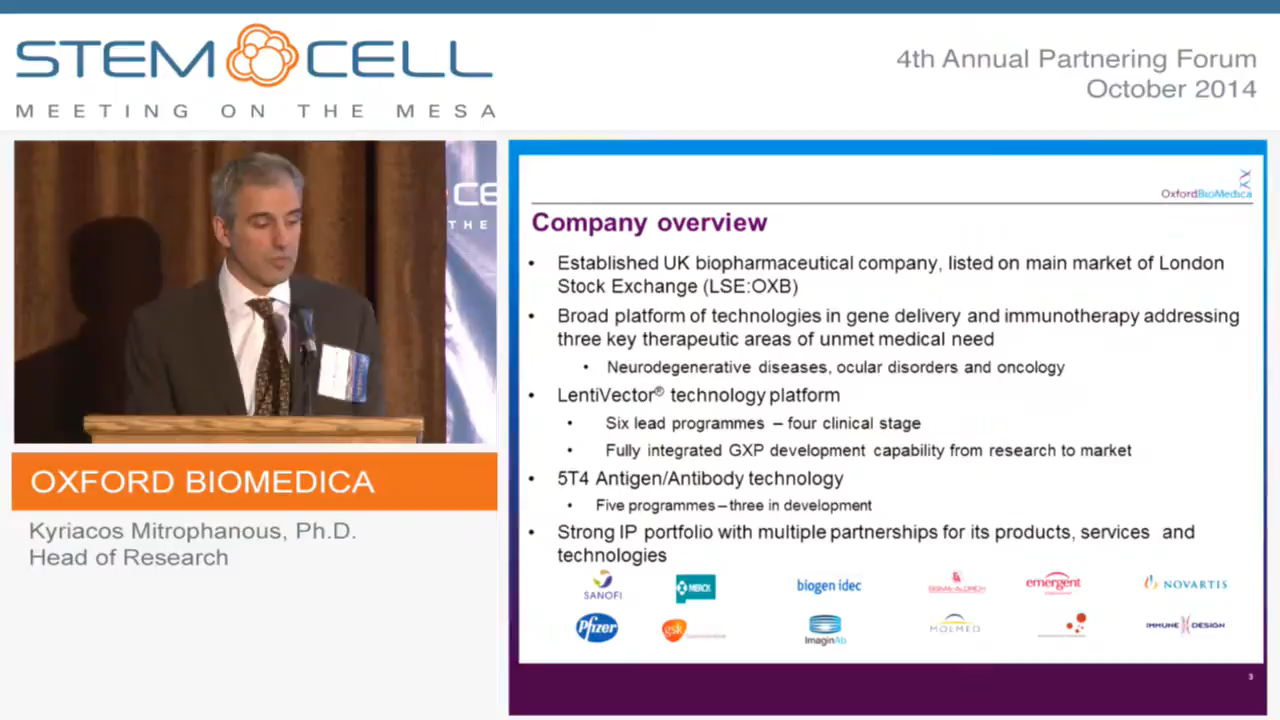 STEM CELL
MEETING ON THE MESA
4th Annual Partnering Forum
October 2014
CE
THE
OXFORD BIOMEDICA
Kyriacos Mitrophanous, Ph.D.
Head of Research
OxfordBioMedica
Company overview
• Established UK biopharmaceutical company, listed on main market of London
Stock Exchange (LSE:OXB)
• Broad platform of technologies in gene delivery and immunotherapy addressing
three key therapeutic areas of unmet medical need
• Neurodegenerative diseases, ocular disorders and oncology
• LentiVector® technology platform
• Six lead programmes – four clinical stage
• Fully integrated GXP development capability from research to market
• 5T4 Antigen/Antibody technology
• Five programmes – three in development
• Strong IP portfolio with multiple partnerships for its products, services and
technologies
SANOFI MERCK biogen idec SIGMA-ALDRICH emergent NOVARTIS
Pfizer gsk ImaginAb MOLMED IMMUNE DESIGN
3